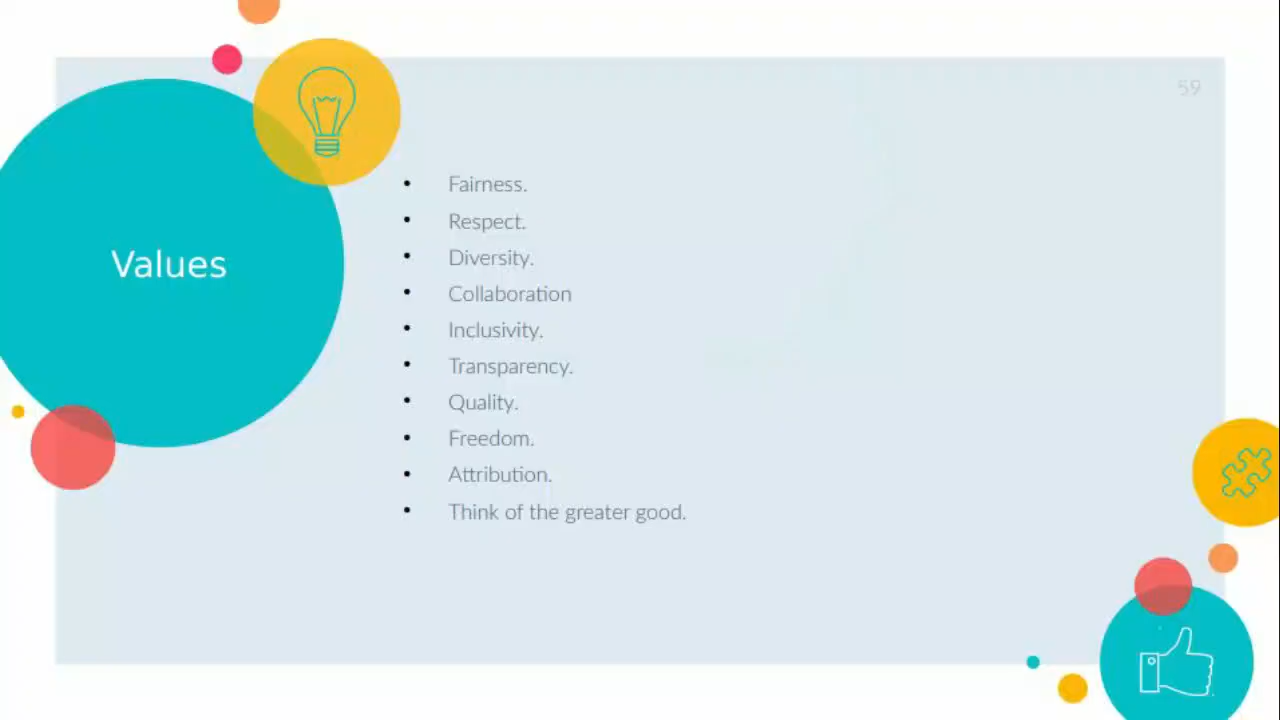 59
Values
Fairness.
Respect.
Diversity.
Collaboration
Inclusivity.
Transparency.
Quality.
Freedom.
Attribution.
Think of the greater good.